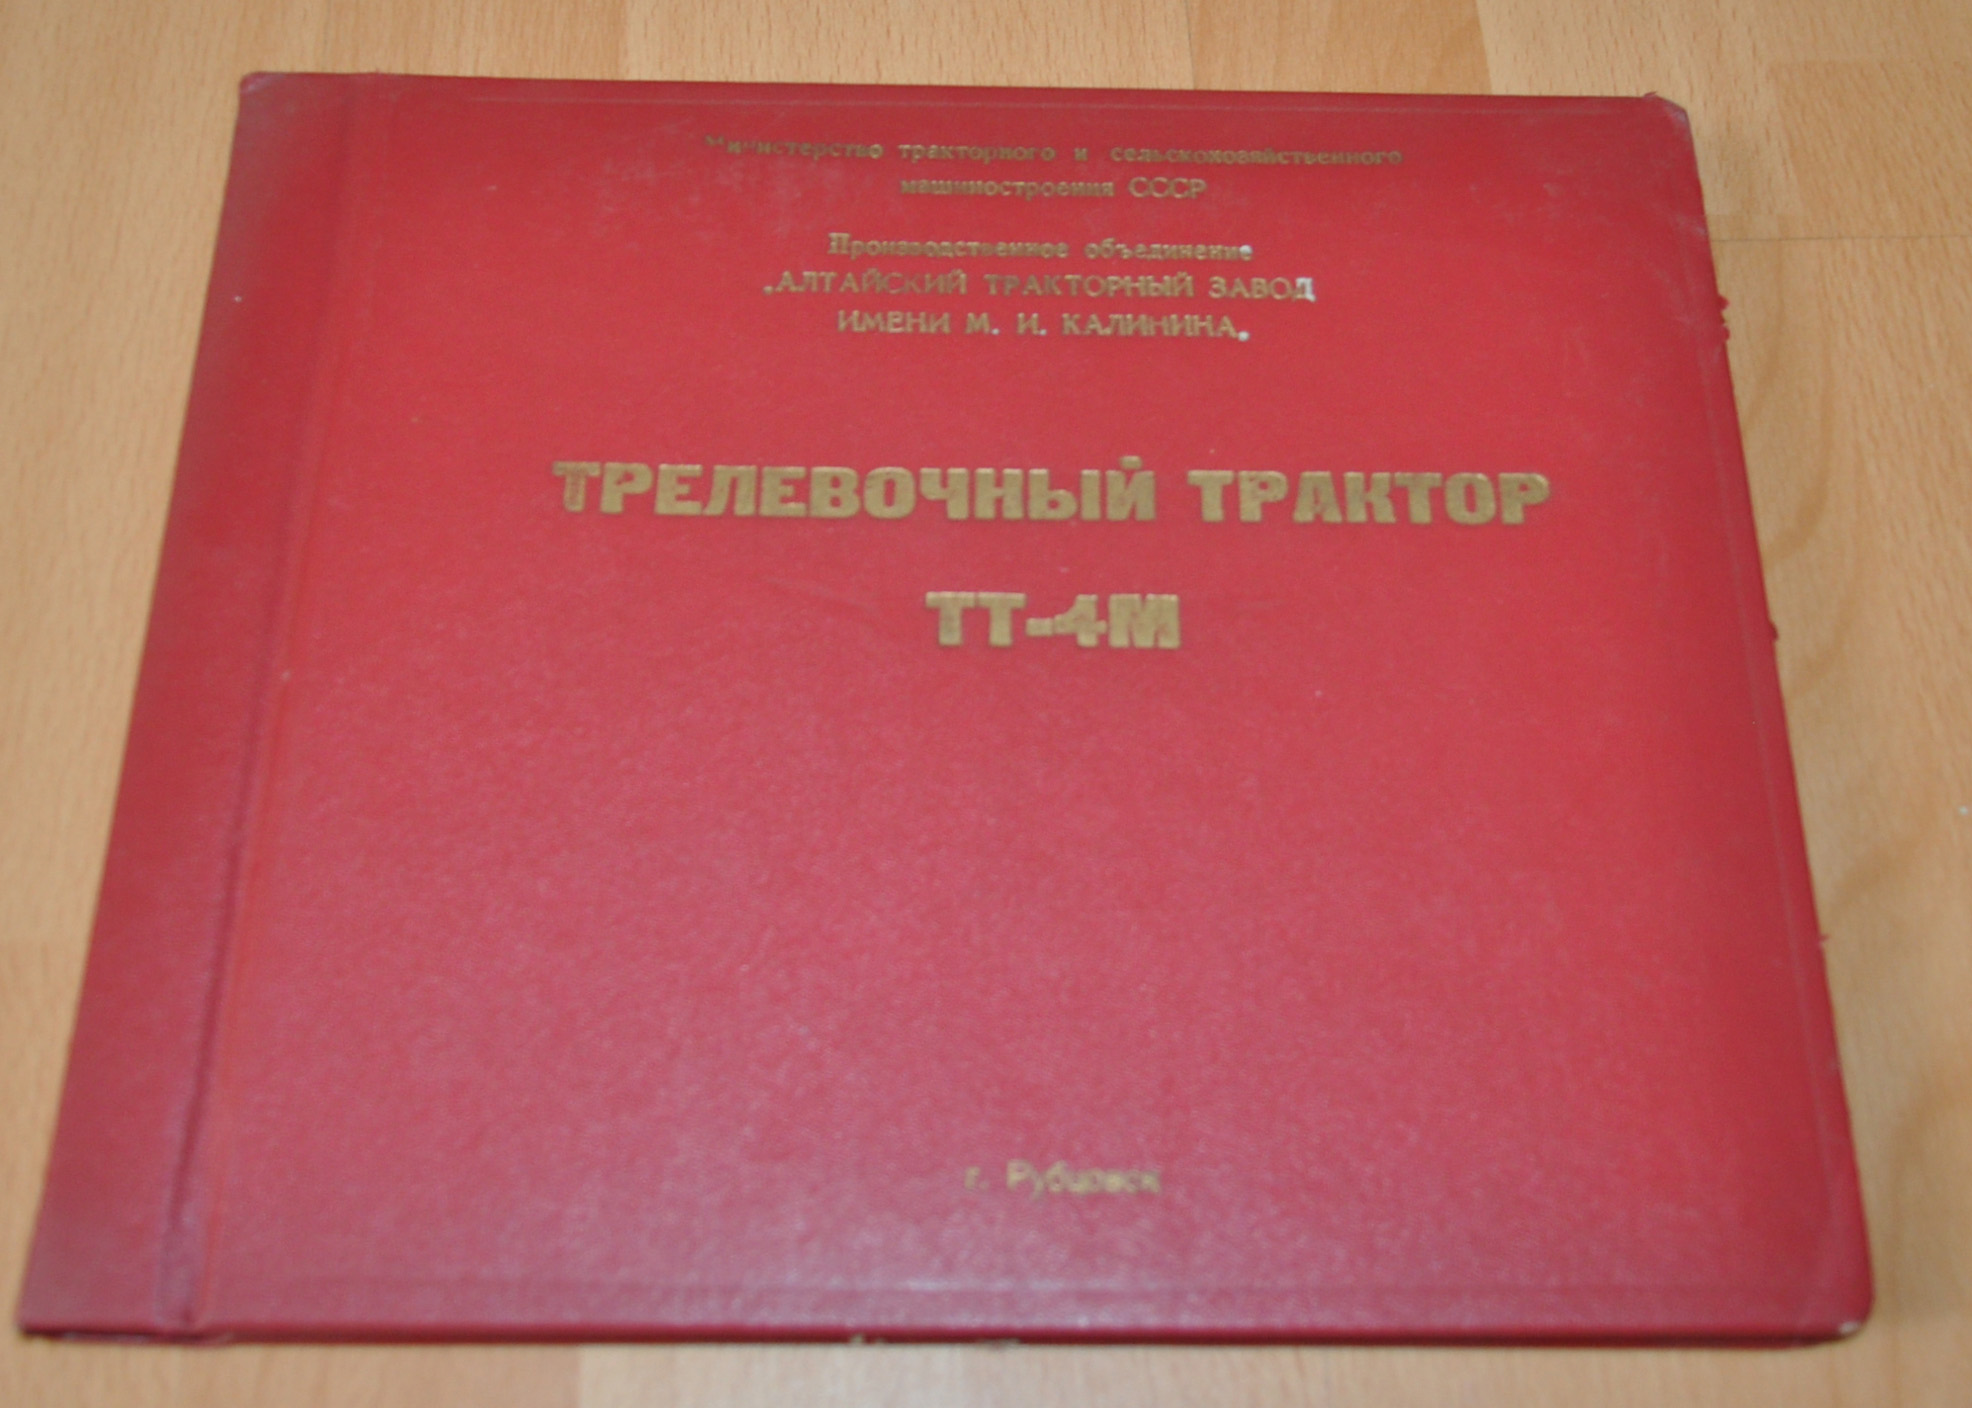 Министерство тракторного и сельскохозяйственного
машиностроения СССР
Производственное объединение
„АЛТАЙСКИЙ ТРАКТОРНЫЙ ЗАВОД
ИМЕНИ М. И. КАЛИНИНА„
ТРЕЛЕВОЧНЫЙ ТРАКТОР
ТТ-4М
г. Рубцовск